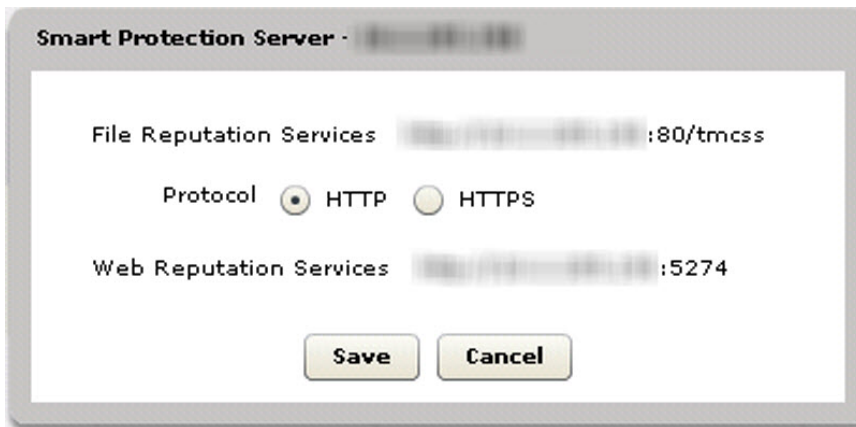 Smart Protection Server -
File Reputation Services :80/tmcss
Protocol HTTP HTTPS
Web Reputation Services :5274
Save Cancel